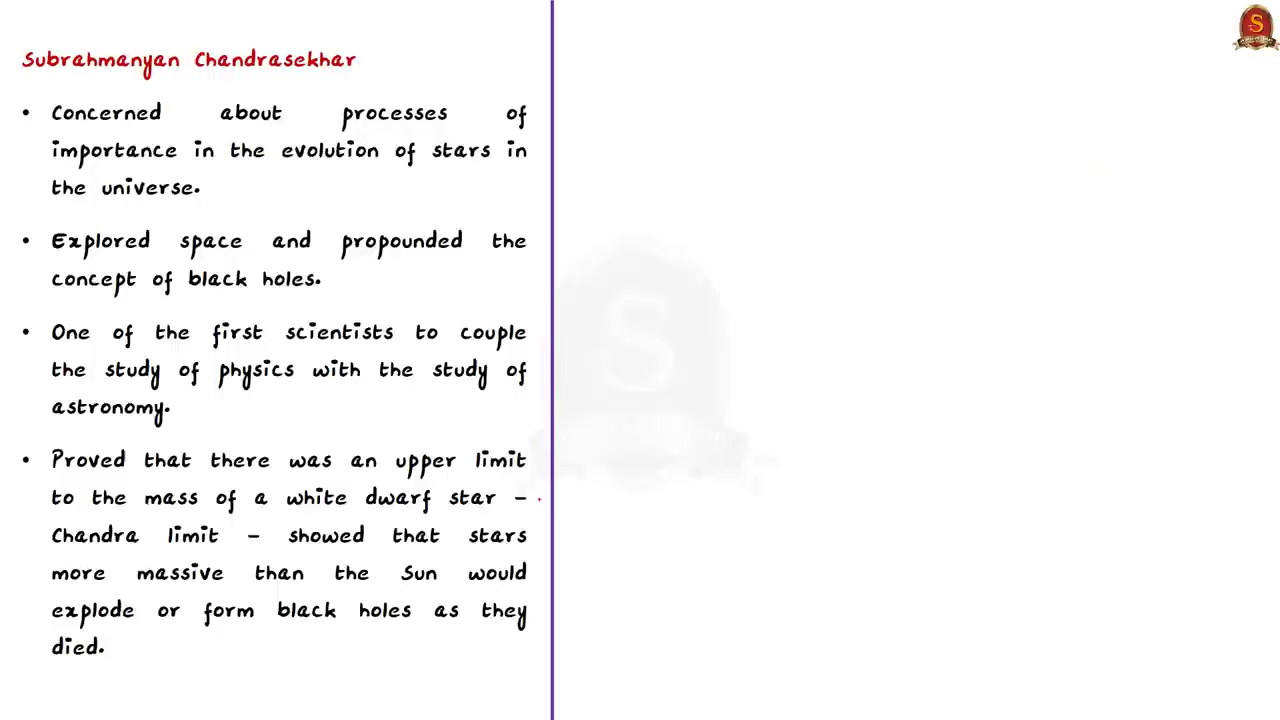 Subrahmanyan Chandrasekhar
• Concerned about processes of
importance in the evolution of stars in
the universe.
• Explored space and propounded the
concept of black holes.
• One of the first scientists to couple
the study of physics with the study of
astronomy.
• Proved that there was an upper limit
to the mass of a white dwarf star –
Chandra limit – showed that stars
more massive than the Sun would
explode or form black holes as they
died.
S
S